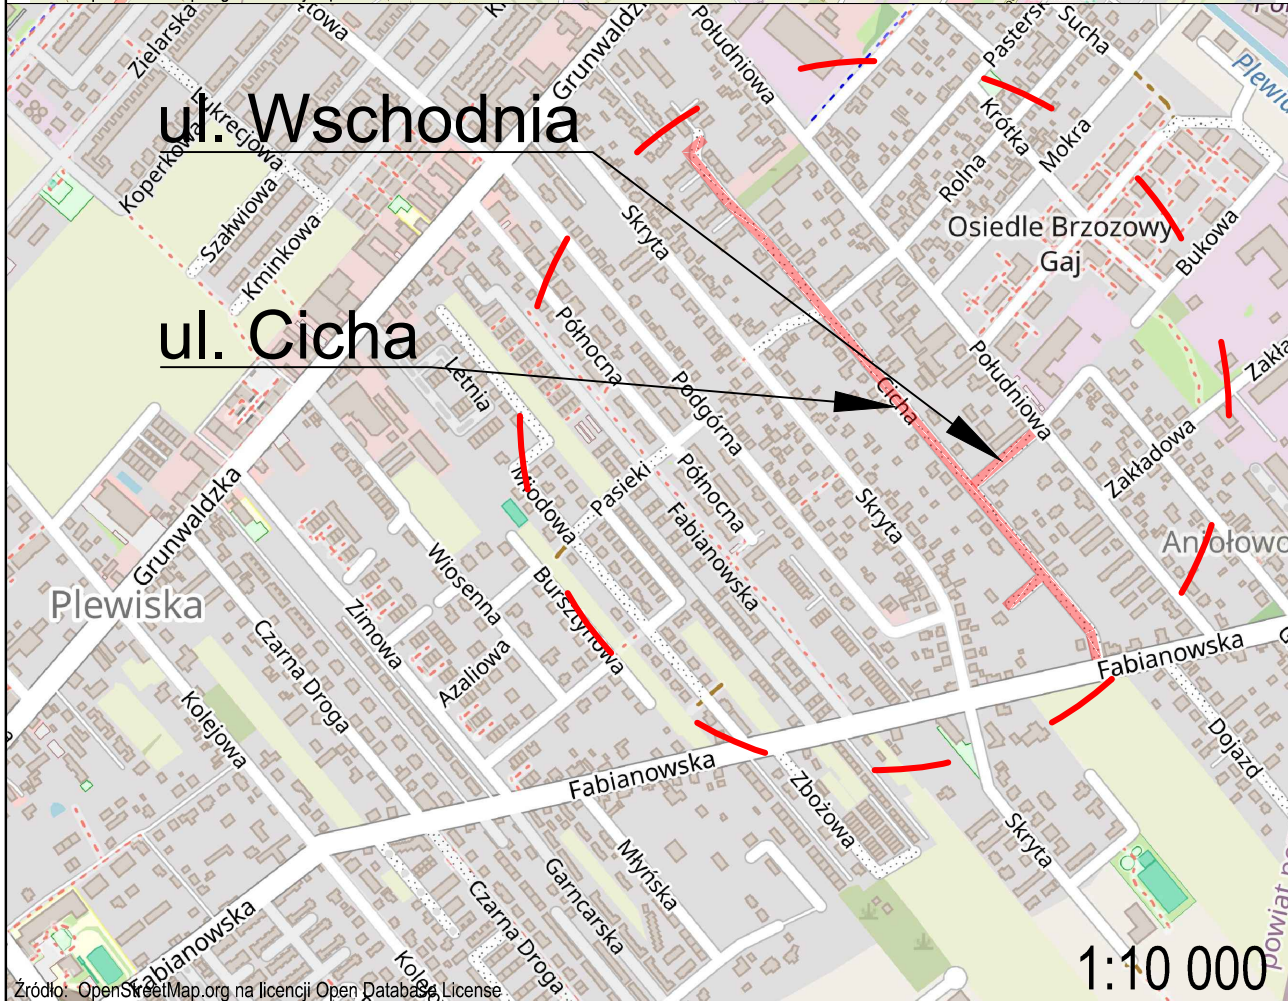 Zielarska
Grunwaldzka
Południowa
Pasterska
Sucha
ul. Wschodnia
Koperkowa
Szałwiowa
Kminkowa
Skryta
Krótka
Mokra
Rolna
Osiedle Brzozowy
Gaj
Bukowa
ul. Cicha
Letnia
Północna
Podgórna
Cicha
Południowa
Zakładowa
Miodowa
Pasieki
Północna
Fabianowska
Skryta
Grunwaldzka
Plewiska
Wiosenna
Bursztynowa
Zimowa
Azaliowa
Czarna Droga
Kolejowa
Fabianowska
Dojazd
Fabianowska
Zbożowa
Skryta
Młyńska
Garncarska
Czarna Droga
Fabianowska
1:10 000
Źródło: OpenStreetMap.org na licencji Open Database License